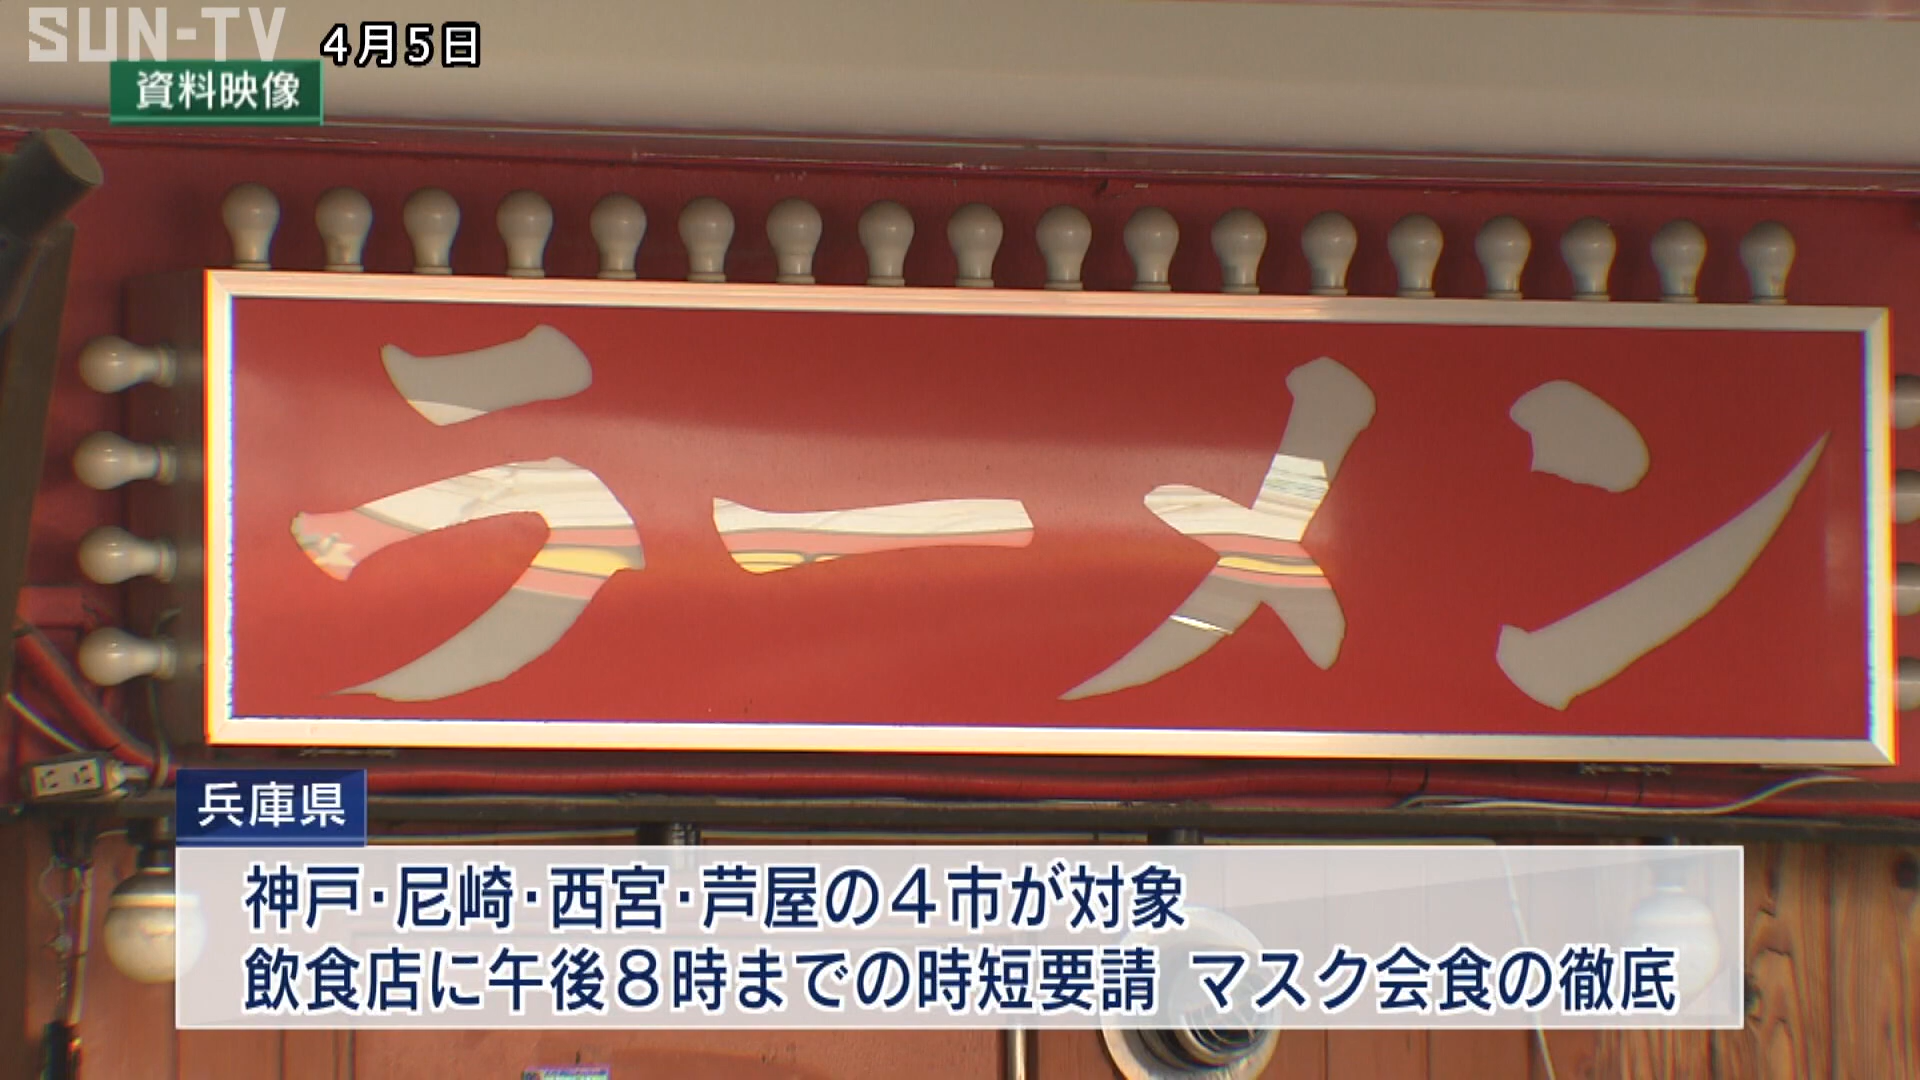 SUN-TV
4月5日
資料映像
ラーメン
兵庫県
神戸・尼崎・西宮・芦屋の4市が対象
飲食店に午後8時までの時短要請 マスク会食の徹底